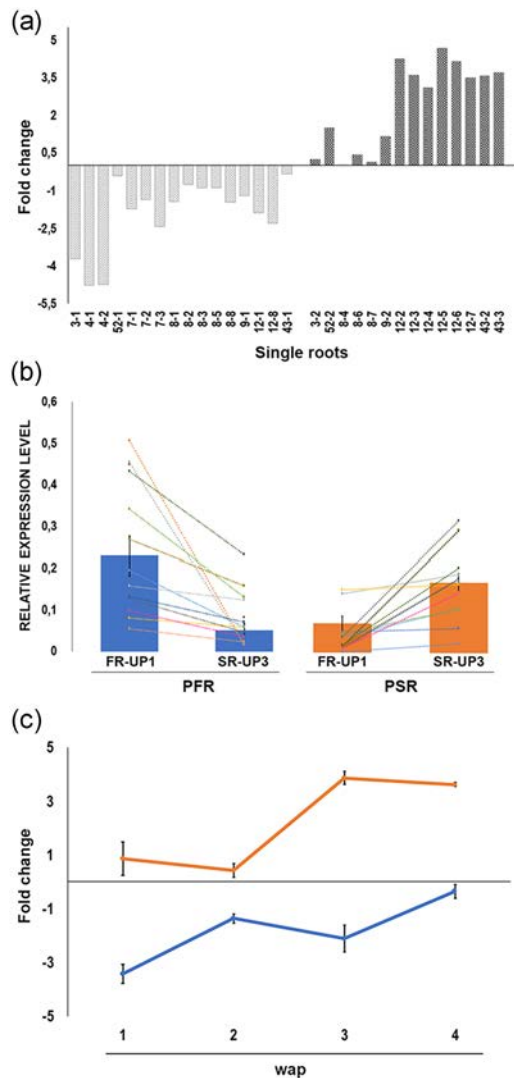 (a)
5
3,5
2
0,5
-1
-2,5
-4
-5,5
Fold change
3-1 4-1 4-2 52-1 7-1 7-2 7-3 8-1 8-2 8-3 8-5 8-8 9-1 12-1 12-8 43-1 3-2 52-2 8-4 8-6 8-7 9-2 12-2 12-3 12-4 12-5 12-6 12-7 43-2 43-3
Single roots
(b)
0,6
0,6
0,4
0,3
0,2
0,1
0
RELATIVE EXPRESSION LEVEL
FR-UP1 SR-UP3 FR-UP1 SR-UP3
PFR PSR
(c)
5
3
1
-1
-3
-5
Fold change
1 2 3 4
wap